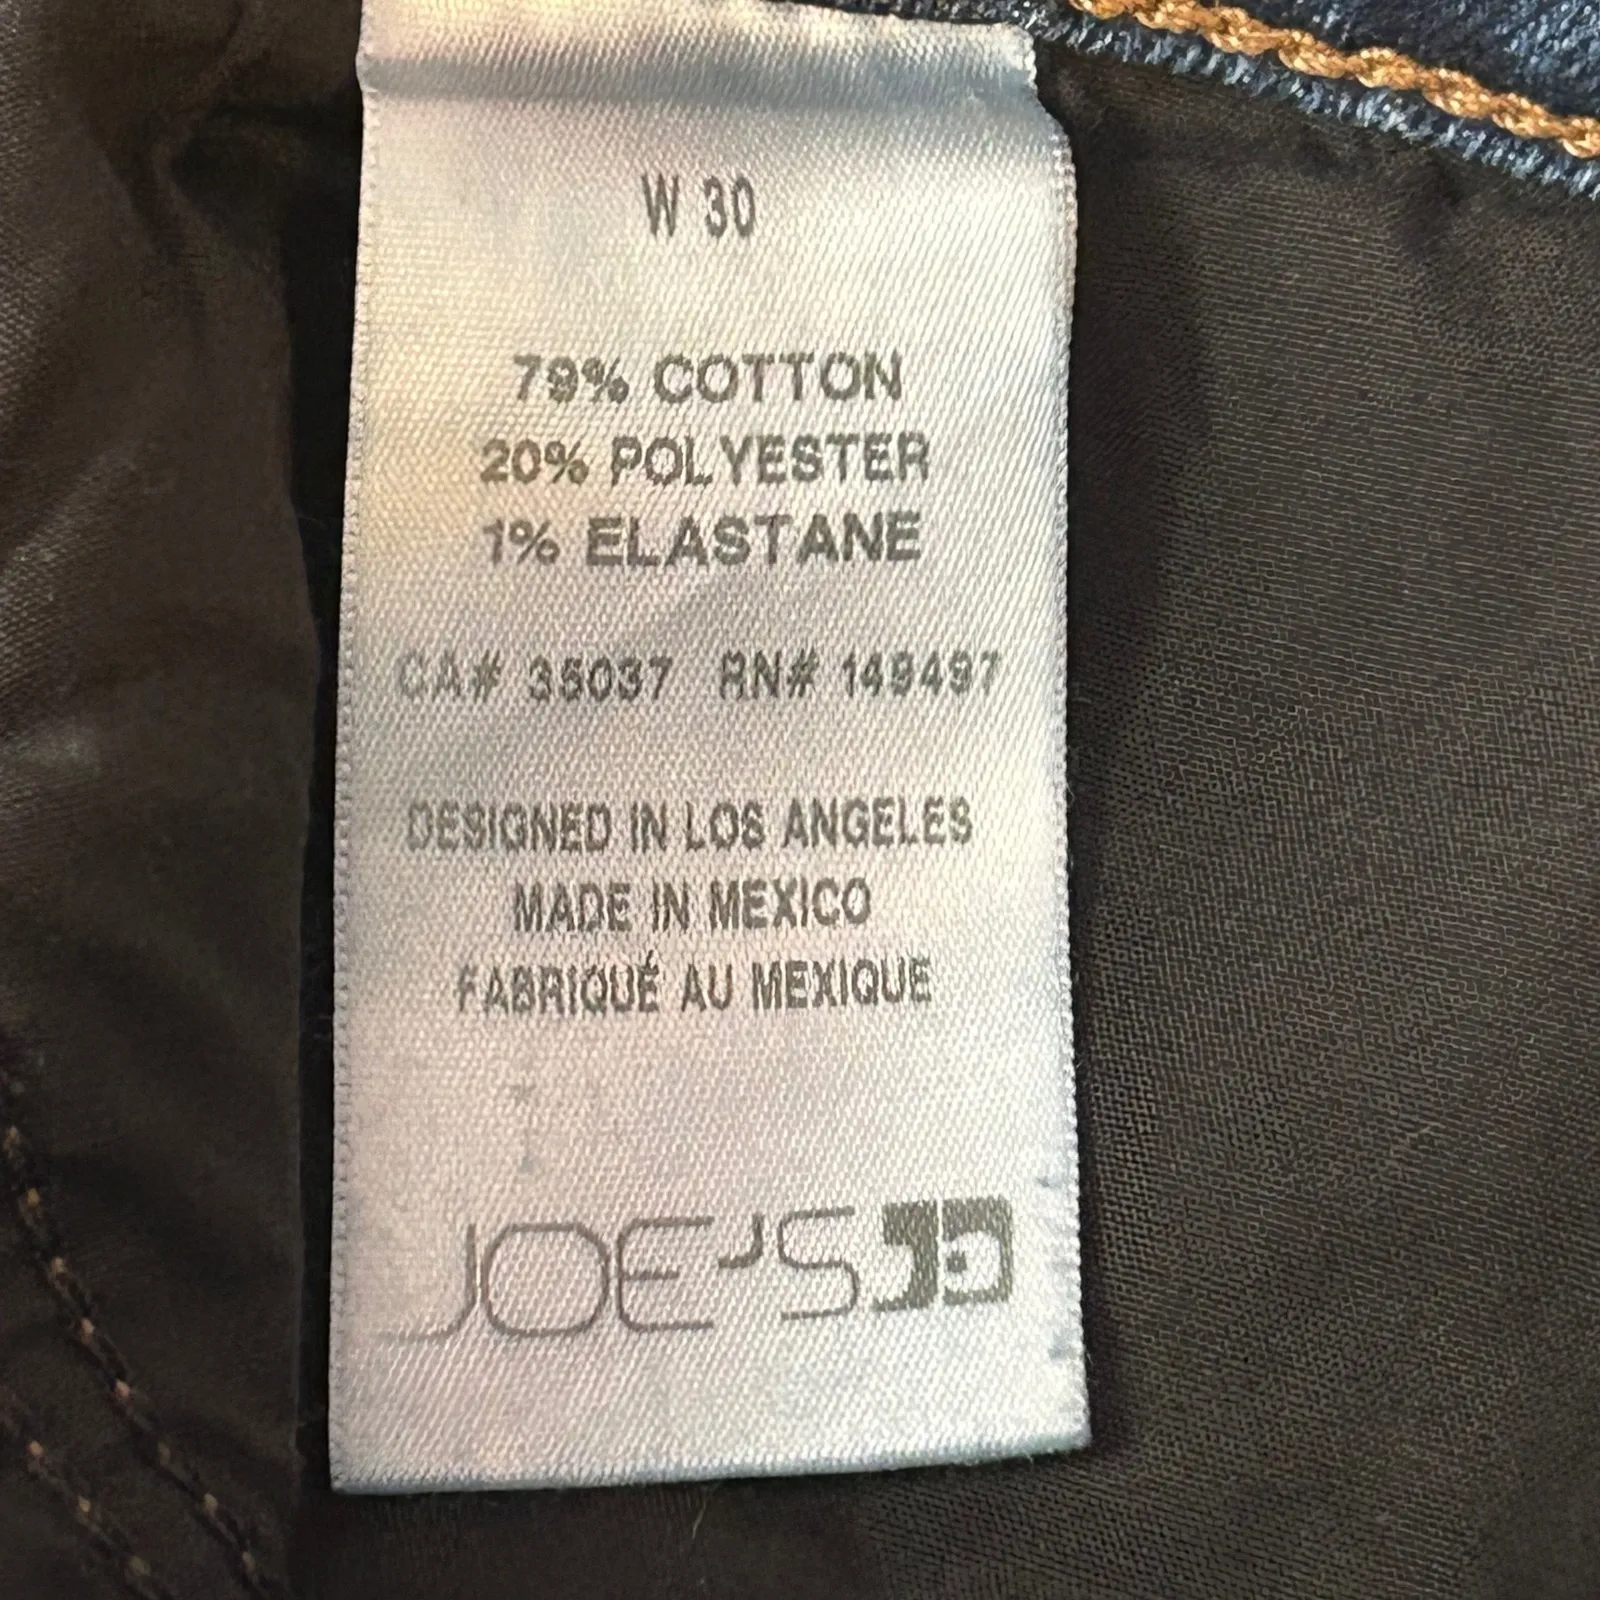 W 30
79% COTTON
20% POLYESTER
1% ELASTANE
CA# 35037 RN# 149497
DESIGNED IN LOS ANGELES
MADE IN MEXICO
FABRIQUÉ AU MEXIQUE
JOE'S